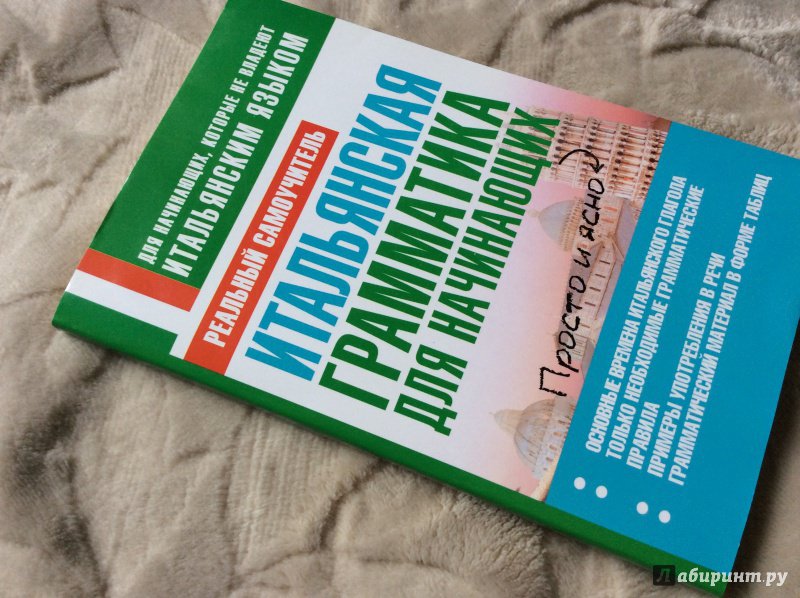 ДЛЯ НАЧИНАЮЩИХ, КОТОРЫЕ НЕ ВЛАДЕЮТ
ИТАЛЬЯНСКИМ ЯЗЫКОМ
РЕАЛЬНЫЙ САМОУЧИТЕЛЬ
ИТАЛЬЯНСКАЯ
ГРАММАТИКА
ДЛЯ НАЧИНАЮЩИХ
Просто и ясно
ОСНОВНЫЕ ВРЕМЕНА ИТАЛЬЯНСКОГО ГЛАГОЛА
ТОЛЬКО НЕОБХОДИМЫЕ ГРАММАТИЧЕСКИЕ
ПРАВИЛА
ПРИМЕРЫ УПОТРЕБЛЕНИЯ В РЕЧИ
ГРАММАТИЧЕСКИЙ МАТЕРИАЛ В ФОРМЕ ТАБЛИЦ
Лабиринт.ру